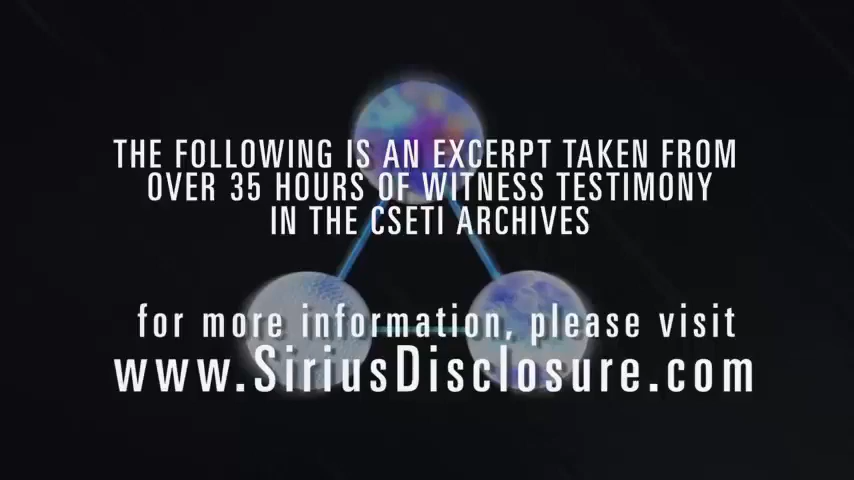 THE FOLLOWING IS AN EXCERPT TAKEN FROM
OVER 35 HOURS OF WITNESS TESTIMONY
IN THE CSETI ARCHIVES
for more information, please visit
www.SiriusDisclosure.com